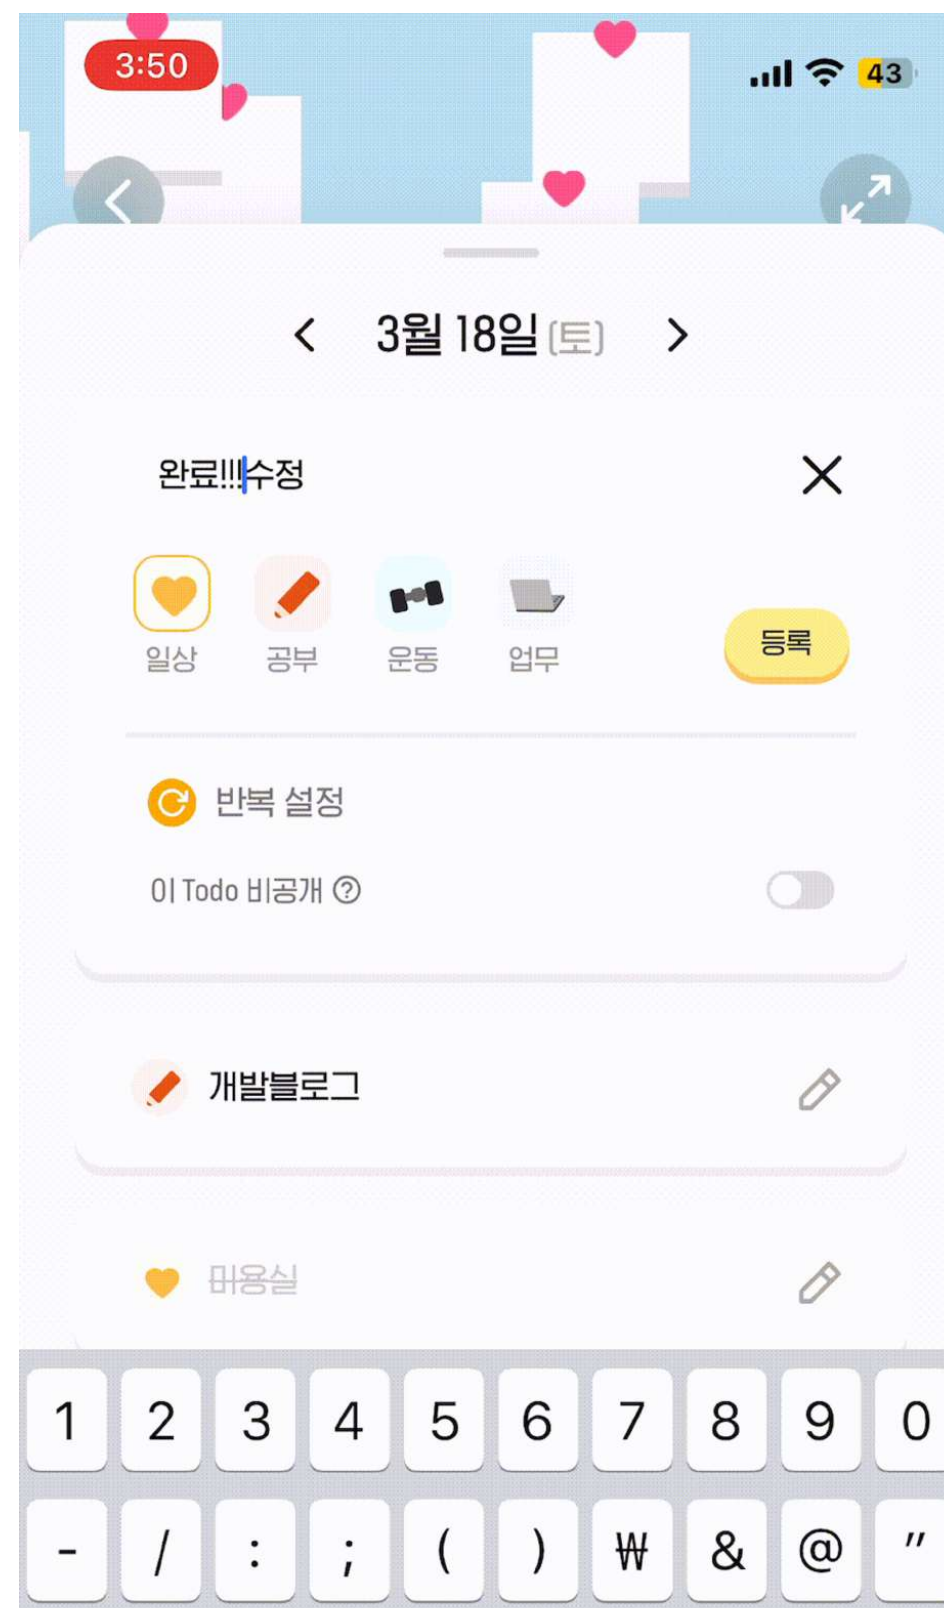 3:50
43
3월 18일 (토)
완료!!!수정
일상 공부 운동 업무
등록
반복 설정
이 Todo 비공개 ?
개발블로그
미용실
1 2 3 4 5 6 7 8 9 0
- / : ; ( ) ₩ & @ "